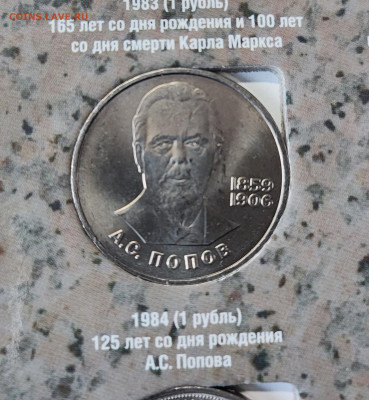 COINS.LAVE.RU
1983 (1 рубль)
165 лет со дня рождения и 100 лет
со дня смерти Карла Маркса
1859
1906
А.С. ПОПОВ
1984 (1 рубль)
125 лет со дня рождения
А.С. Попова